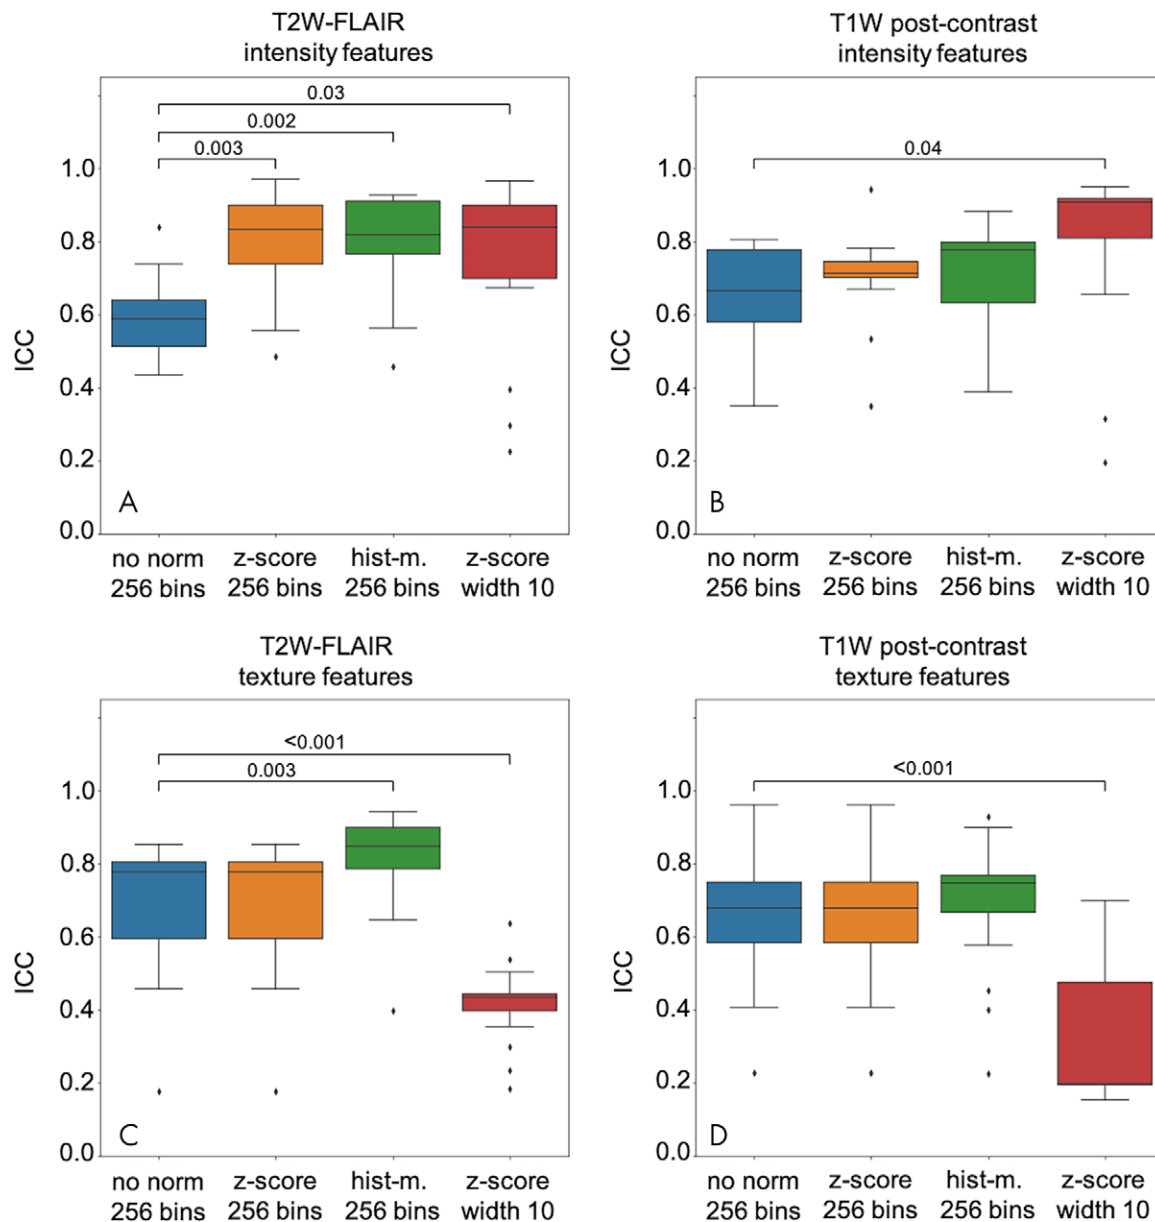 T2W-FLAIR
intensity features
0.03
0.002
0.003
1.0
0.8
0.6
0.4
0.2
0.0
ICC
A
no norm
256 bins
z-score
256 bins
hist-m.
256 bins
z-score
width 10
T1W post-contrast
intensity features
0.04
1.0
0.8
0.6
0.4
0.2
0.0
ICC
B
no norm
256 bins
z-score
256 bins
hist-m.
256 bins
z-score
width 10
T2W-FLAIR
texture features
<0.001
0.003
1.0
0.8
0.6
0.4
0.2
0.0
ICC
C
no norm
256 bins
z-score
256 bins
hist-m.
256 bins
z-score
width 10
T1W post-contrast
texture features
<0.001
1.0
0.8
0.6
0.4
0.2
0.0
ICC
D
no norm
256 bins
z-score
256 bins
hist-m.
256 bins
z-score
width 10